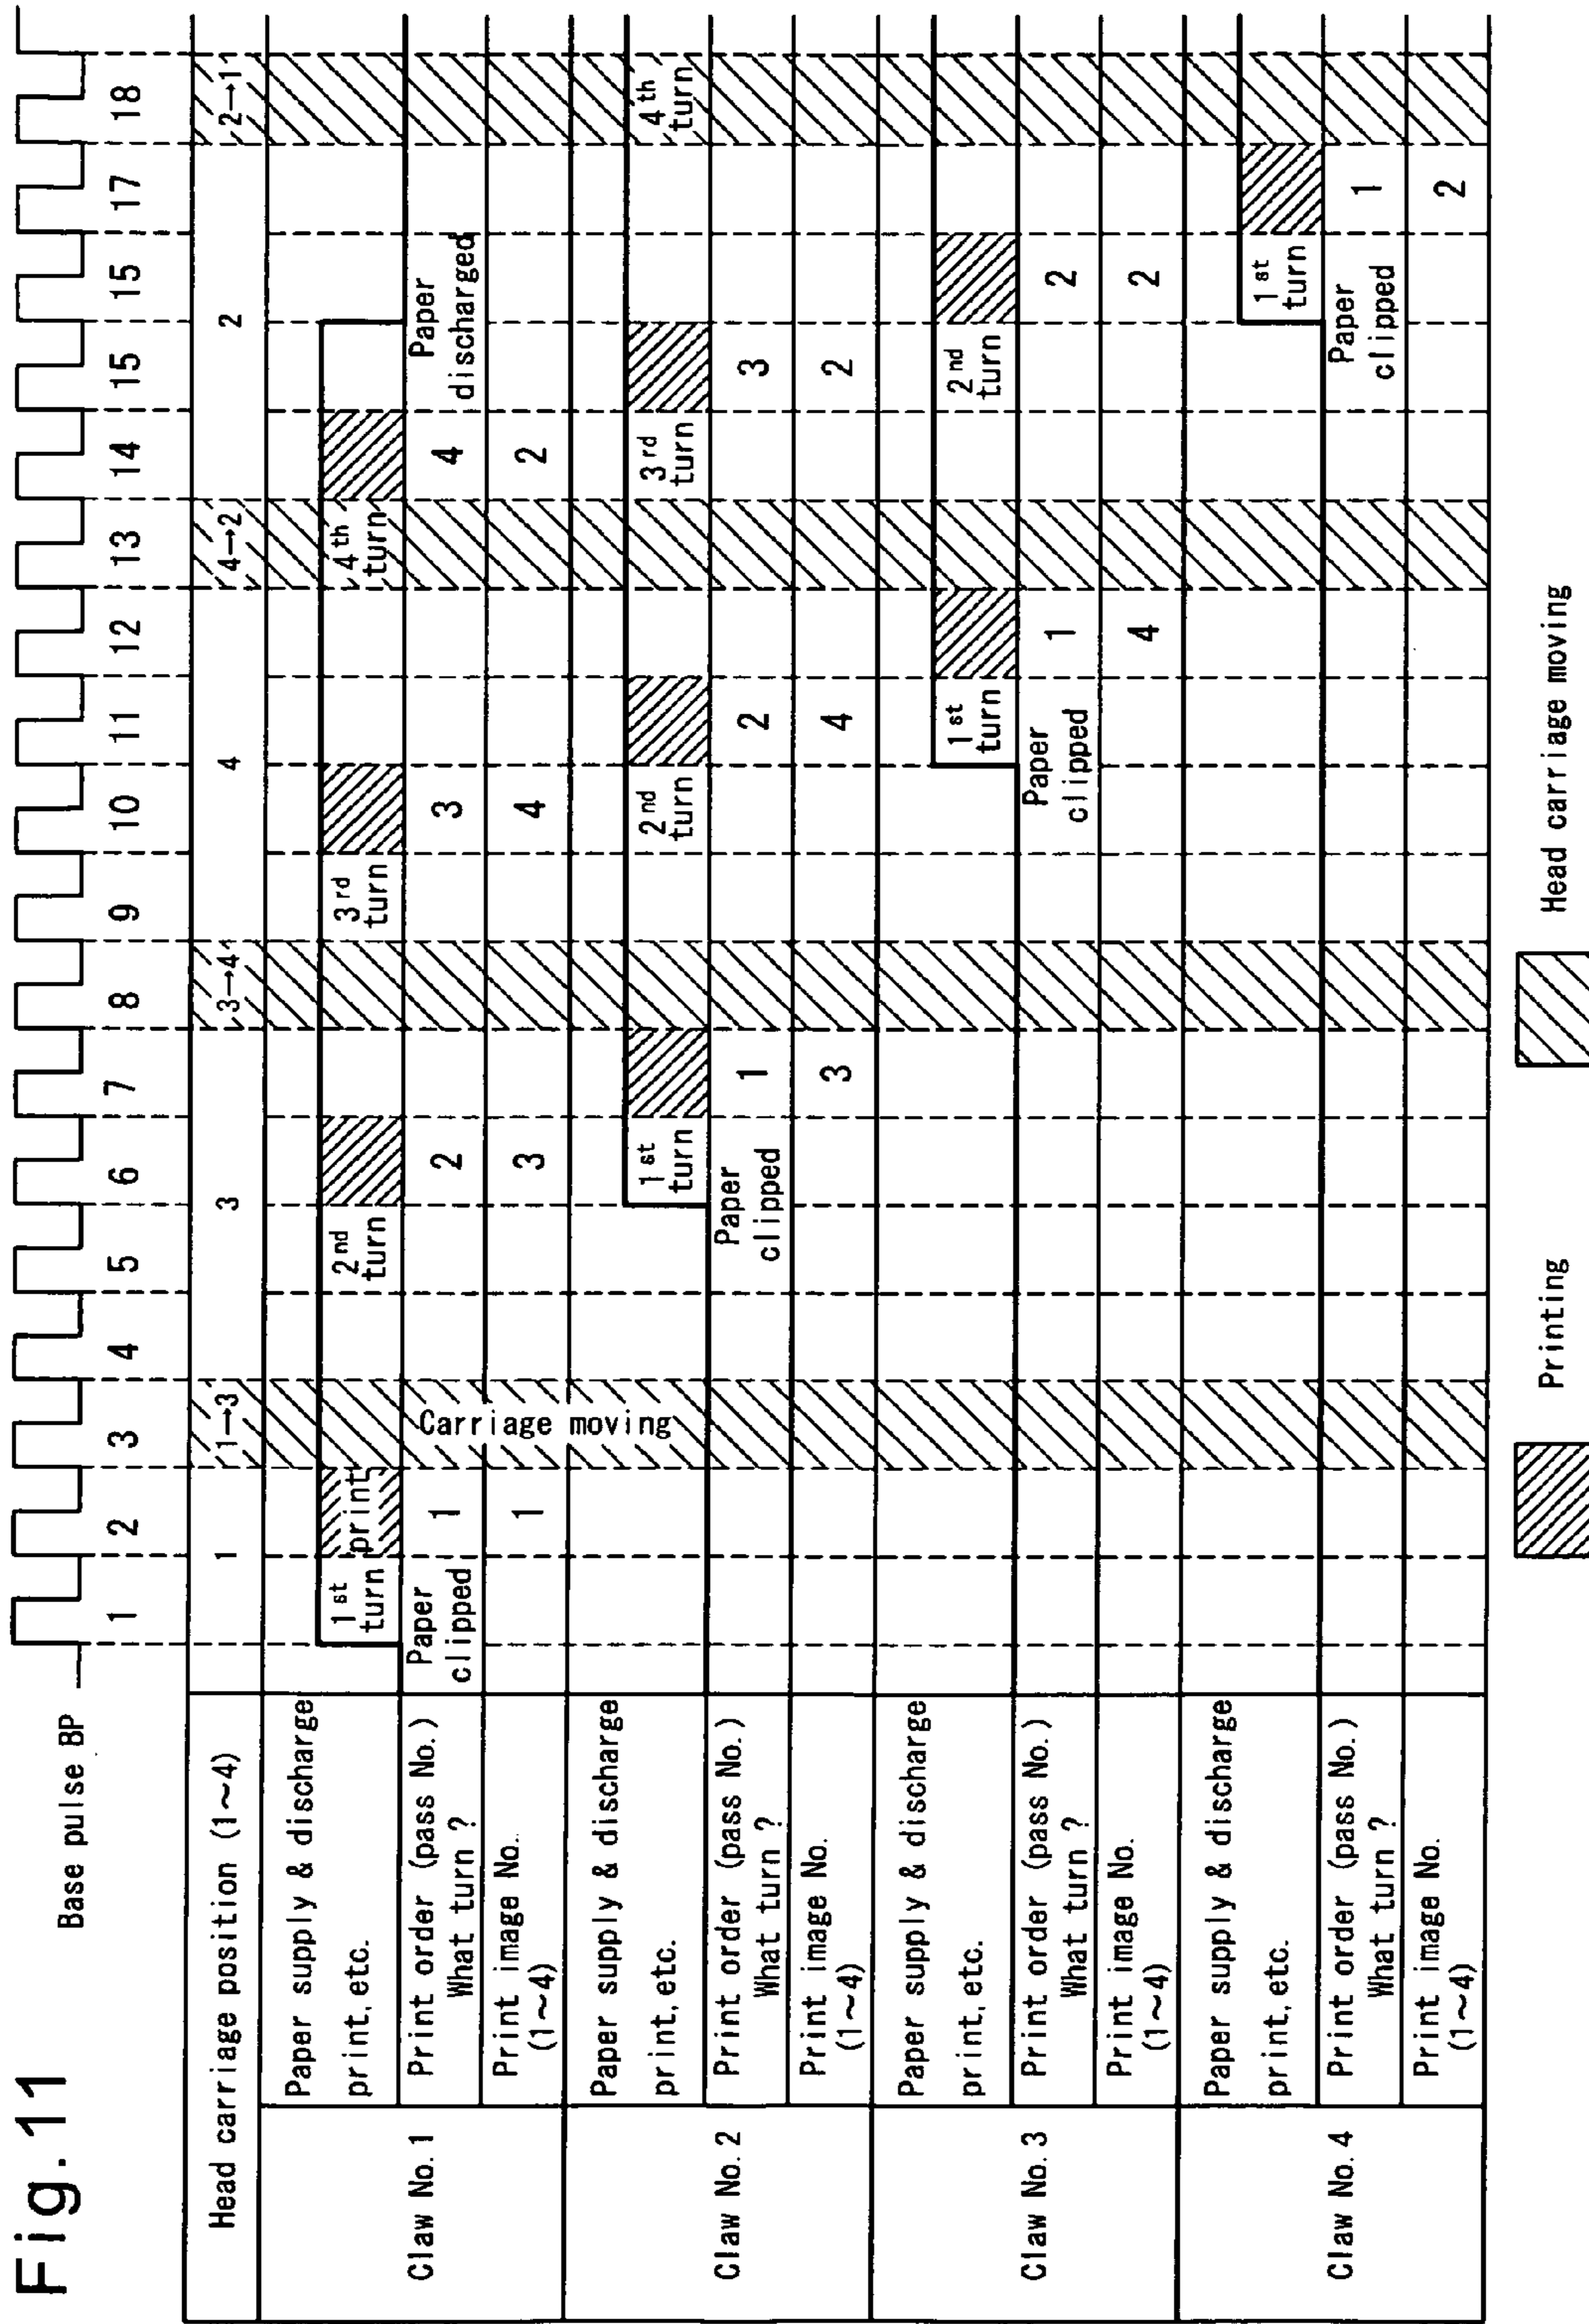 Fig. 11
Base pulse BP
1 2 3 4 5 6 7 8 9 10 11 12 13 14 15 15 17 18
Head carriage position (1~4)
1 1→3 3 3→4 4 4→2 2 2→11
Claw No. 1
Paper supply & discharge
print, etc.
1st
turn
print
2nd
turn
3rd
turn
4th
turn
Print order (pass No.)
What turn ?
Paper
clipped
1 2 3 4
Paper
discharged
Print image No.
(1~4)
1 3 4 2
Carriage moving
Claw No. 2
Paper supply & discharge
print, etc.
1st
turn
2nd
turn
3rd
turn
4th
turn
Print order (pass No.)
What turn ?
Paper
clipped
1 2 3
Print image No.
(1~4)
3 4 2
Claw No. 3
Paper supply & discharge
print, etc.
1st
turn
2nd
turn
Print order (pass No.)
What turn ?
Paper
clipped
1 2
Print image No.
(1~4)
4 2
Claw No. 4
Paper supply & discharge
print, etc.
1st
turn
Print order (pass No.)
What turn ?
Paper
clipped
1
Print image No.
(1~4)
2
Printing
Head carriage moving